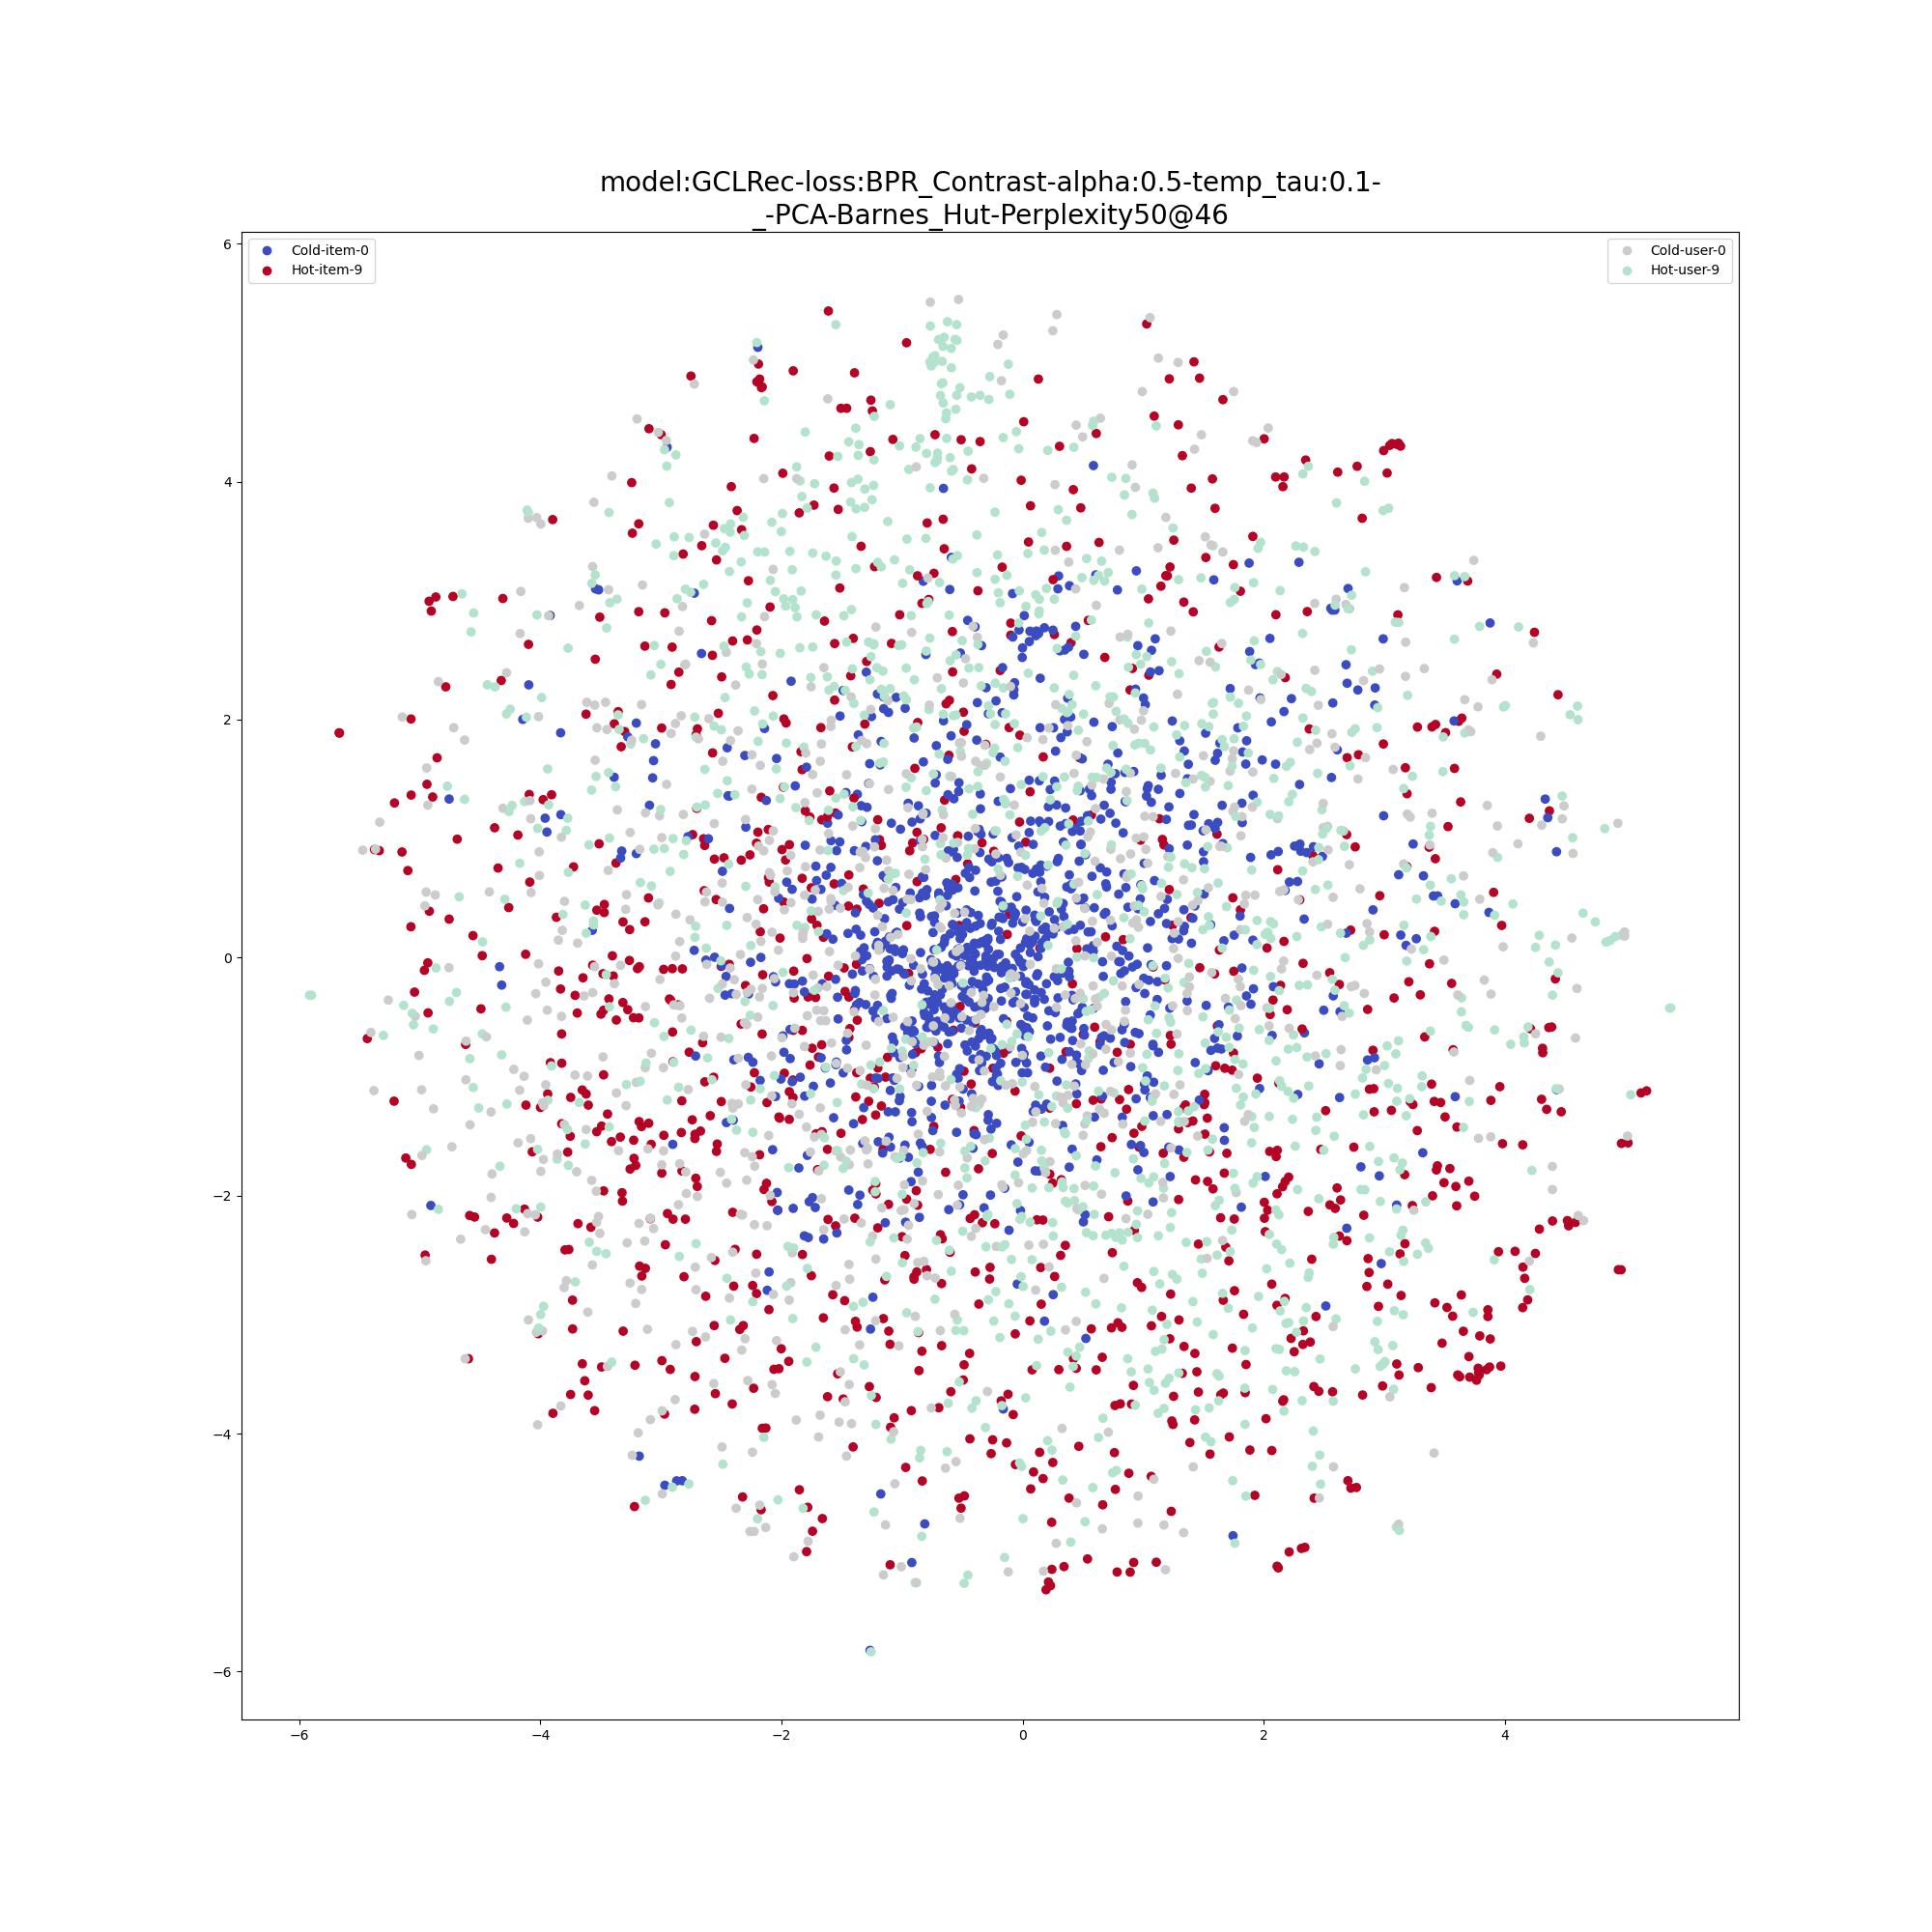 model:GCLRec-loss:BPR_Contrast-alpha:0.5-temp_tau:0.1-
_-PCA-Barnes_Hut-Perplexity50@46
Cold-item-0
Hot-item-9
Cold-user-0
Hot-user-9
6
4
2
0
−2
−4
−6
−6
−4
−2
0
2
4